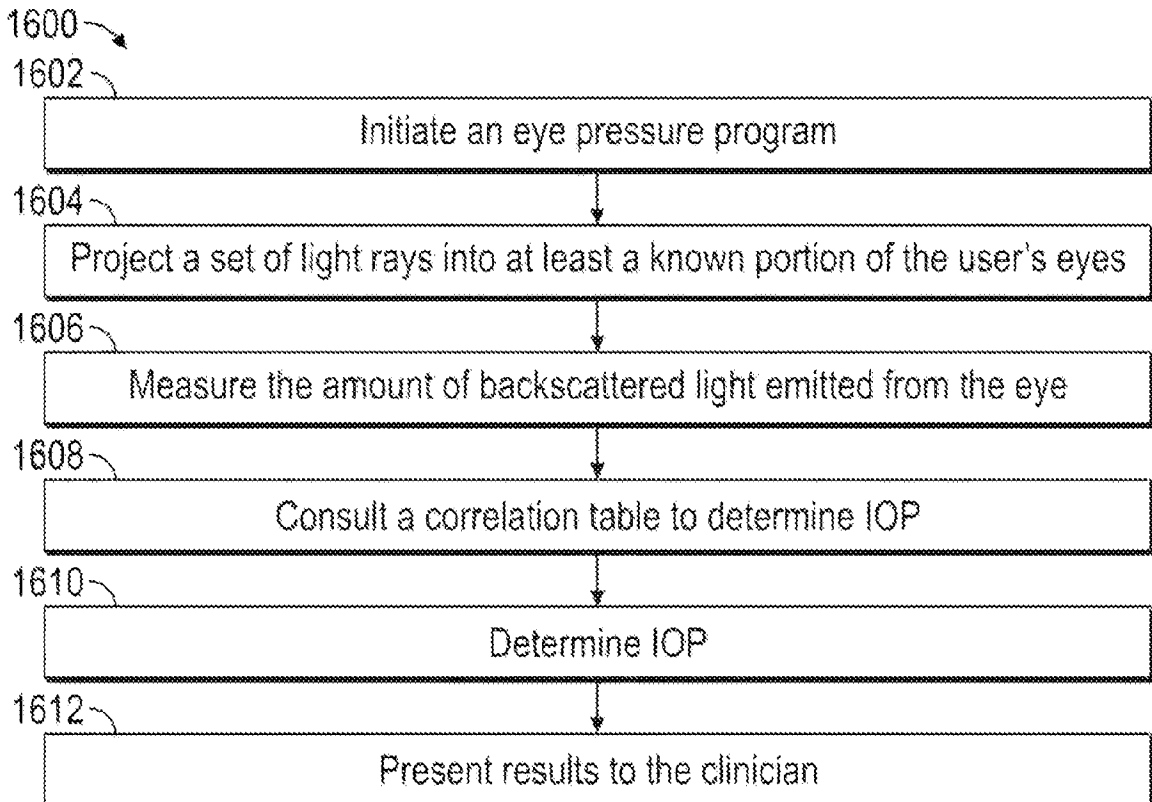 1600
1602
Initiate an eye pressure program
1604
Project a set of light rays into at least a known portion of the user's eyes
1606
Measure the amount of backscattered light emitted from the eye
1608
Consult a correlation table to determine IOP
1610
Determine IOP
1612
Present results to the clinician